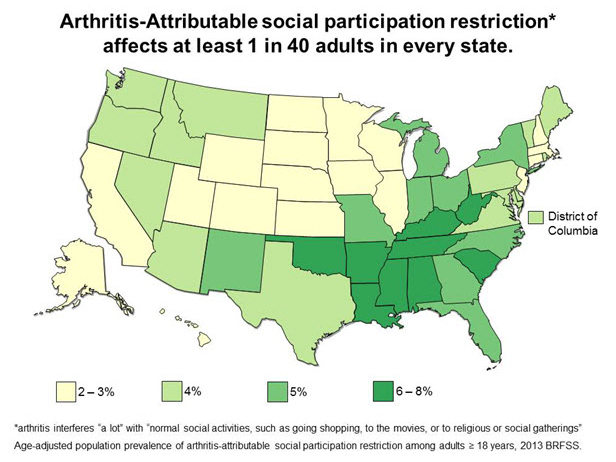 Arthritis-Attributable social participation restriction*
affects at least 1 in 40 adults in every state.
District of
Columbia
2 – 3%
4%
5%
6 – 8%
*arthritis interferes “a lot” with “normal social activities, such as going shopping, to the movies, or to religious or social gatherings”
Age-adjusted population prevalence of arthritis-attributable social participation restriction among adults ≥ 18 years, 2013 BRFSS.